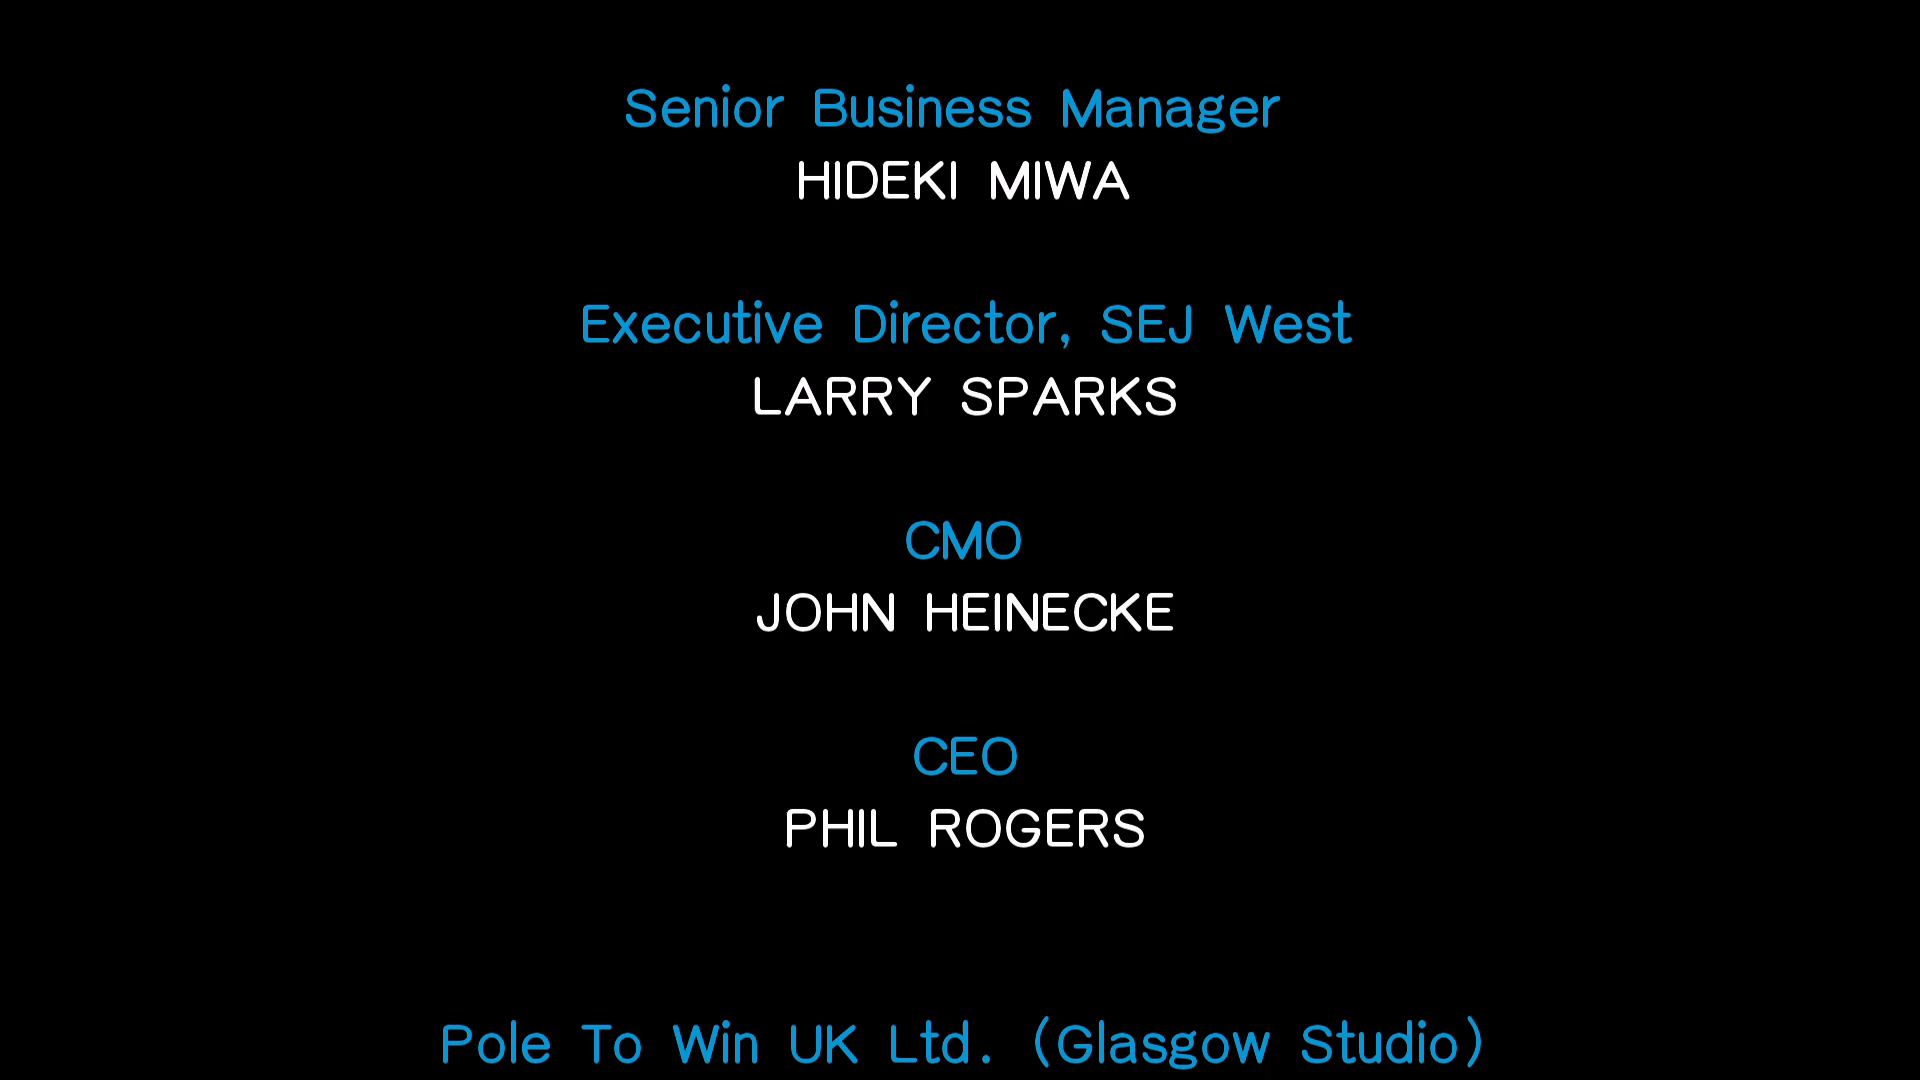 Senior Business Manager
HIDEKI MIWA
Executive Director, SEJ West
LARRY SPARKS
CMO
JOHN HEINECKE
CEO
PHIL ROGERS
Pole To Win UK Ltd. (Glasgow Studio)